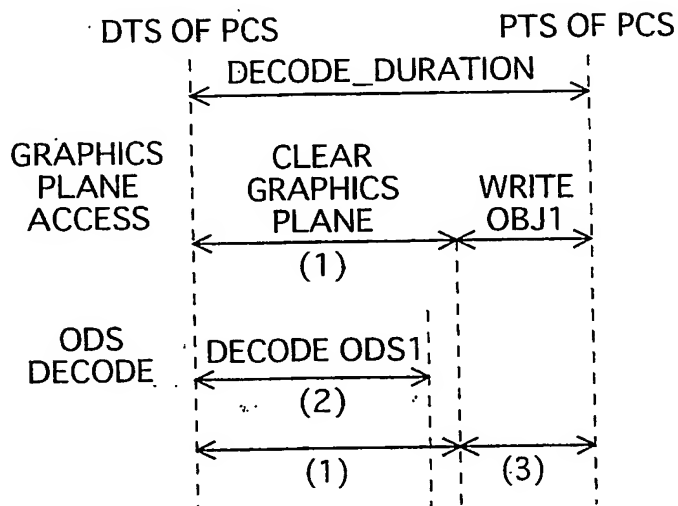 DTS OF PCS
PTS OF PCS
DECODE_DURATION
GRAPHICS
PLANE
ACCESS
CLEAR
GRAPHICS
PLANE
WRITE
OBJ1
(1)
ODS
DECODE
DECODE ODS1
(2)
(1)
(3)